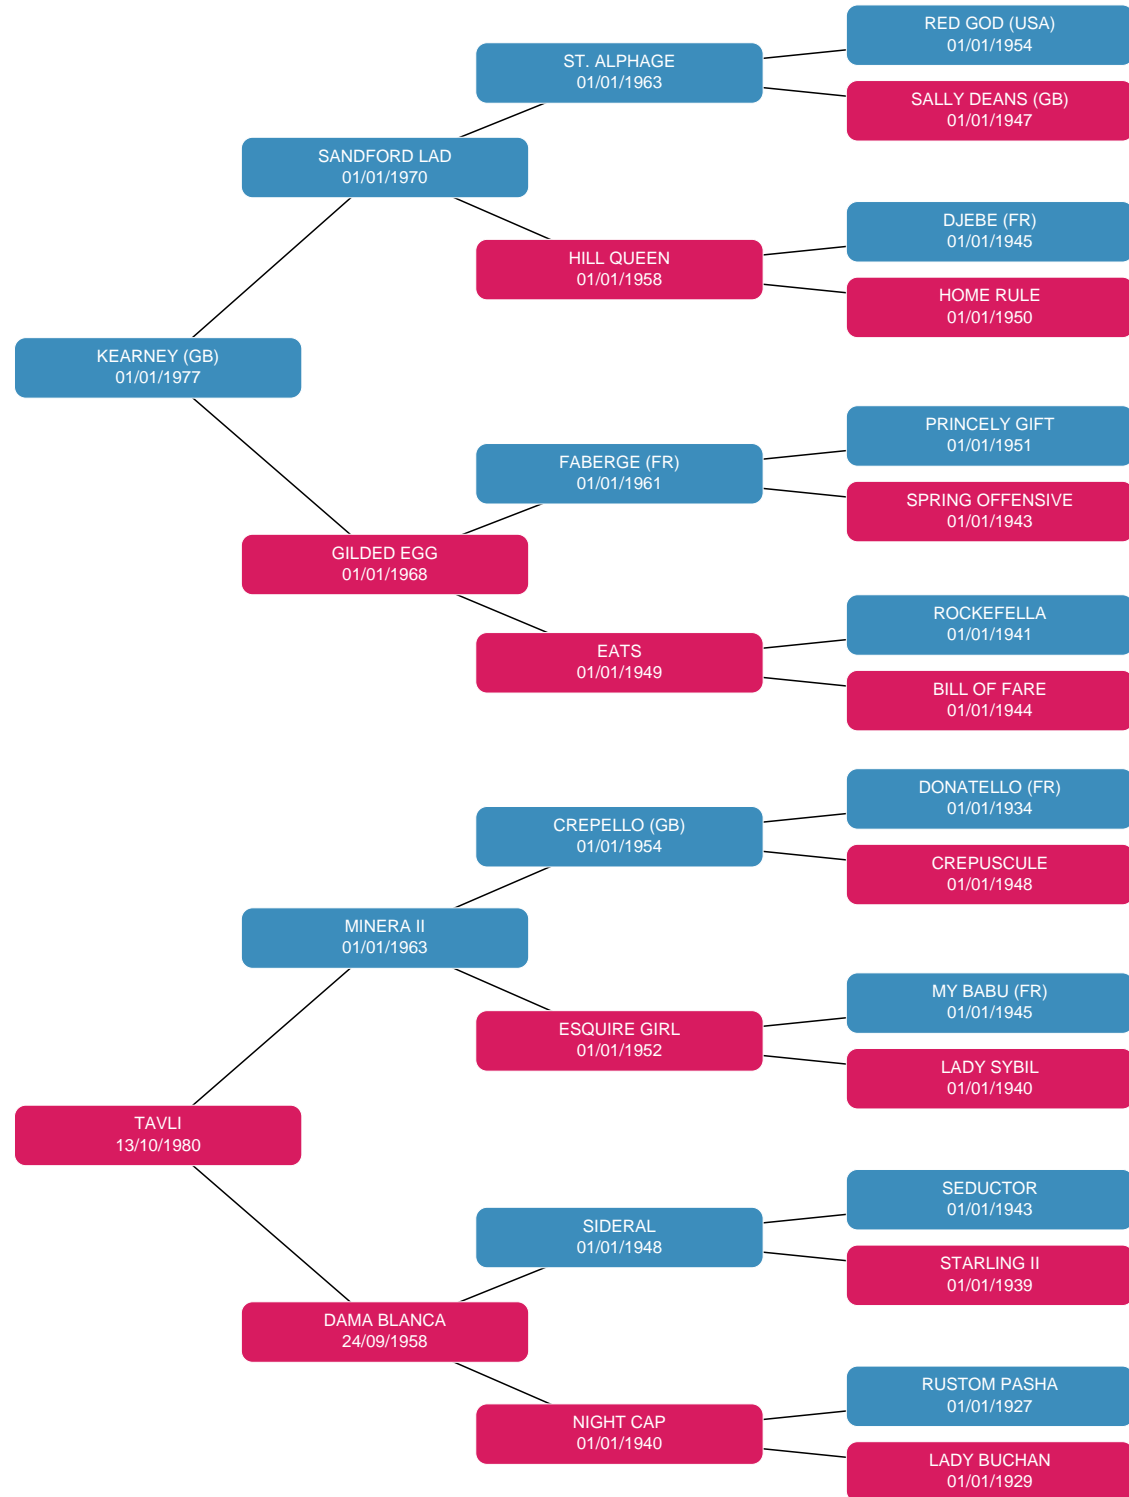 RED GOD (USA)
01/01/1954
ST. ALPHAGE
01/01/1963
SALLY DEANS (GB)
01/01/1947
SANDFORD LAD
01/01/1970
DJEBE (FR)
01/01/1945
HILL QUEEN
01/01/1958
HOME RULE
01/01/1950
KEARNEY (GB)
01/01/1977
PRINCELY GIFT
01/01/1951
FABERGE (FR)
01/01/1961
SPRING OFFENSIVE
01/01/1943
GILDED EGG
01/01/1968
ROCKEFELLA
01/01/1941
EATS
01/01/1949
BILL OF FARE
01/01/1944
DONATELLO (FR)
01/01/1934
CREPELLO (GB)
01/01/1954
CREPUSCULE
01/01/1948
MINERA II
01/01/1963
MY BABU (FR)
01/01/1945
ESQUIRE GIRL
01/01/1952
LADY SYBIL
01/01/1940
TAVLI
13/10/1980
SEDUCTOR
01/01/1943
SIDERAL
01/01/1948
STARLING II
01/01/1939
DAMA BLANCA
24/09/1958
RUSTOM PASHA
01/01/1927
NIGHT CAP
01/01/1940
LADY BUCHAN
01/01/1929